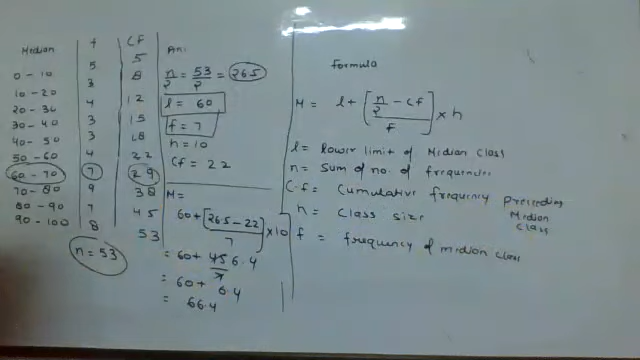 Median f CF
0 - 10 5 5
10 - 20 3 8
20 - 30 4 12
30 - 40 3 15
40 - 50 3 18
50 - 60 4 22
60 - 70 7 29
70 - 80 9 38
80 - 90 7 45
90 - 100 8 53
n = 53
An:
n/2 = 53/2 = 26.5
l = 60
f = 7
h = 10
Cf = 22
M =
60 + [26.5 - 22 / 7] × 10
= 60 + 45 6.4 / 7
= 60 + 6.4
= 66.4
Formula
M = l + [n/2 - cf / f] × h
l = lower limit of Median class
n = Sum of no. of frequencies
C.f = Cumulative frequency preceding Median class
h = class size
f = frequency of median class